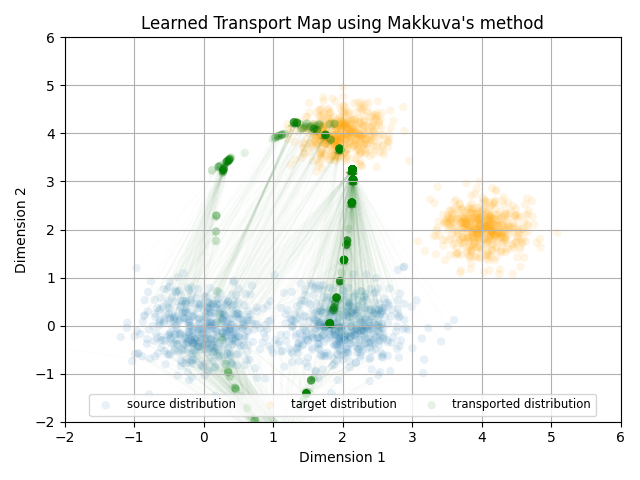 Learned Transport Map using Makkuva's method
6
5
4
3
2
1
0
−1
−2
Dimension 2
source distribution target distribution transported distribution
−2 −1 0 1 2 3 4 5 6
Dimension 1